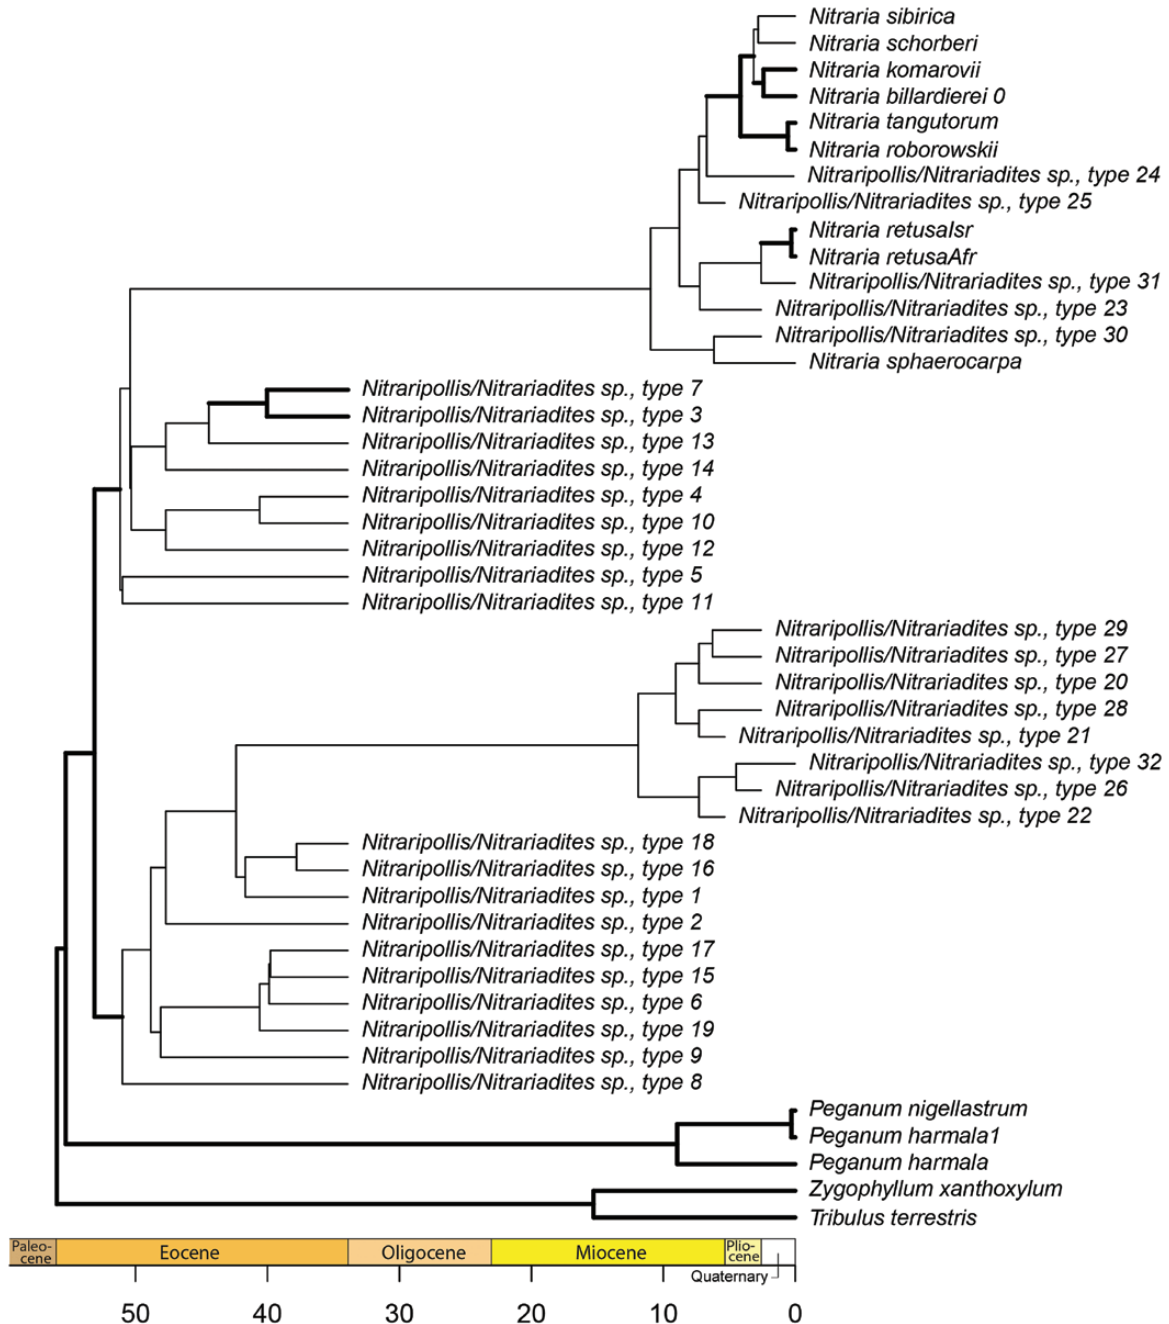 Nitraria sibirica
Nitraria schorberi
Nitraria komarovii
Nitraria billardierei 0
Nitraria tangutorum
Nitraria roborowskii
Nitraripollis/Nitrariadites sp., type 24
Nitraripollis/Nitrariadites sp., type 25
Nitraria retusaIsr
Nitraria retusaAfr
Nitraripollis/Nitrariadites sp., type 31
Nitraripollis/Nitrariadites sp., type 23
Nitraripollis/Nitrariadites sp., type 30
Nitraria sphaerocarpa
Nitraripollis/Nitrariadites sp., type 7
Nitraripollis/Nitrariadites sp., type 3
Nitraripollis/Nitrariadites sp., type 13
Nitraripollis/Nitrariadites sp., type 14
Nitraripollis/Nitrariadites sp., type 4
Nitraripollis/Nitrariadites sp., type 10
Nitraripollis/Nitrariadites sp., type 12
Nitraripollis/Nitrariadites sp., type 5
Nitraripollis/Nitrariadites sp., type 11
Nitraripollis/Nitrariadites sp., type 29
Nitraripollis/Nitrariadites sp., type 27
Nitraripollis/Nitrariadites sp., type 20
Nitraripollis/Nitrariadites sp., type 28
Nitraripollis/Nitrariadites sp., type 21
Nitraripollis/Nitrariadites sp., type 32
Nitraripollis/Nitrariadites sp., type 26
Nitraripollis/Nitrariadites sp., type 22
Nitraripollis/Nitrariadites sp., type 18
Nitraripollis/Nitrariadites sp., type 16
Nitraripollis/Nitrariadites sp., type 1
Nitraripollis/Nitrariadites sp., type 2
Nitraripollis/Nitrariadites sp., type 17
Nitraripollis/Nitrariadites sp., type 15
Nitraripollis/Nitrariadites sp., type 6
Nitraripollis/Nitrariadites sp., type 19
Nitraripollis/Nitrariadites sp., type 9
Nitraripollis/Nitrariadites sp., type 8
Peganum nigellastrum
Peganum harmala1
Peganum harmala
Zygophyllum xanthoxylum
Tribulus terrestris
Paleo-
cene
Eocene
Oligocene
Miocene
Plio-
cene
Quaternary
50 40 30 20 10 0